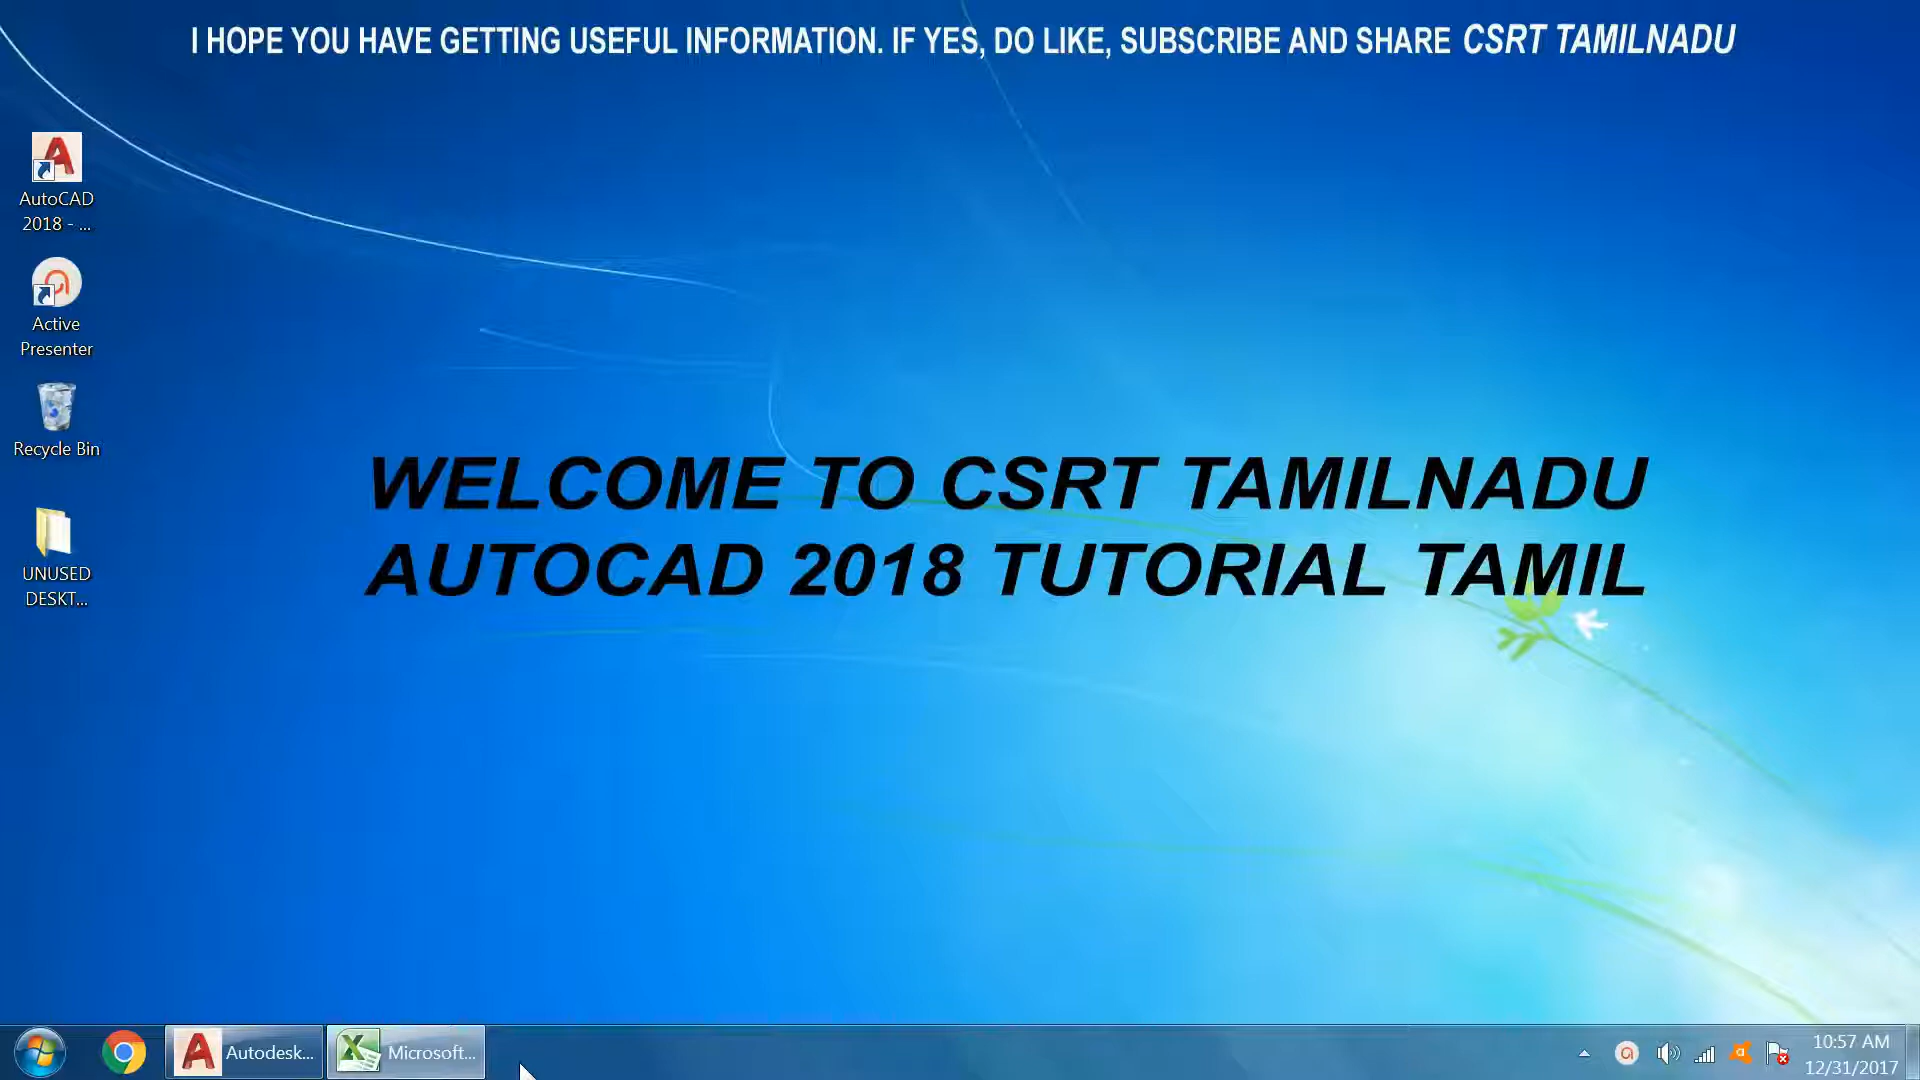 I HOPE YOU HAVE GETTING USEFUL INFORMATION. IF YES, DO LIKE, SUBSCRIBE AND SHARE CSRT TAMILNADU
AutoCAD
2018 - ...
Active
Presenter
Recycle Bin
UNUSED
DESKT...
WELCOME TO CSRT TAMILNADU
AUTOCAD 2018 TUTORIAL TAMIL
Autodesk...
Microsoft...
10:57 AM
12/31/2017